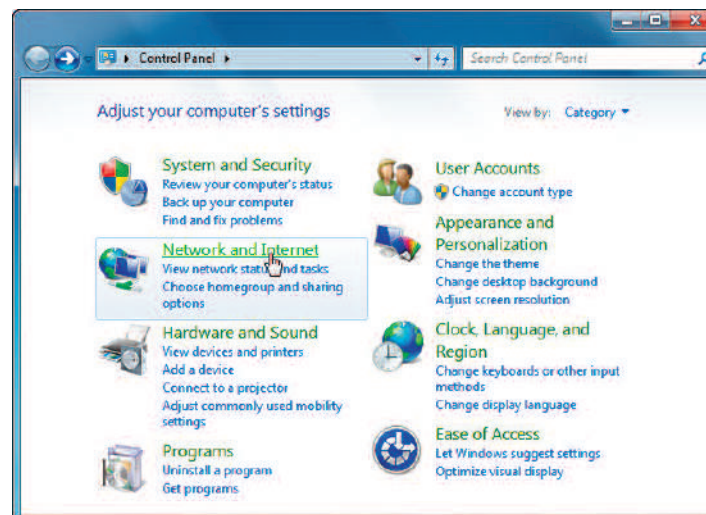 Control Panel
Search Control Panel
Adjust your computer's settings
View by: Category
System and Security
Review your computer's status
Back up your computer
Find and fix problems
Network and Internet
View network status and tasks
Choose homegroup and sharing
options
Hardware and Sound
View devices and printers
Add a device
Connect to a projector
Adjust commonly used mobility
settings
Programs
Uninstall a program
Get programs
User Accounts
Change account type
Appearance and
Personalization
Change the theme
Change desktop background
Adjust screen resolution
Clock, Language, and
Region
Change keyboards or other input
methods
Change display language
Ease of Access
Let Windows suggest settings
Optimize visual display